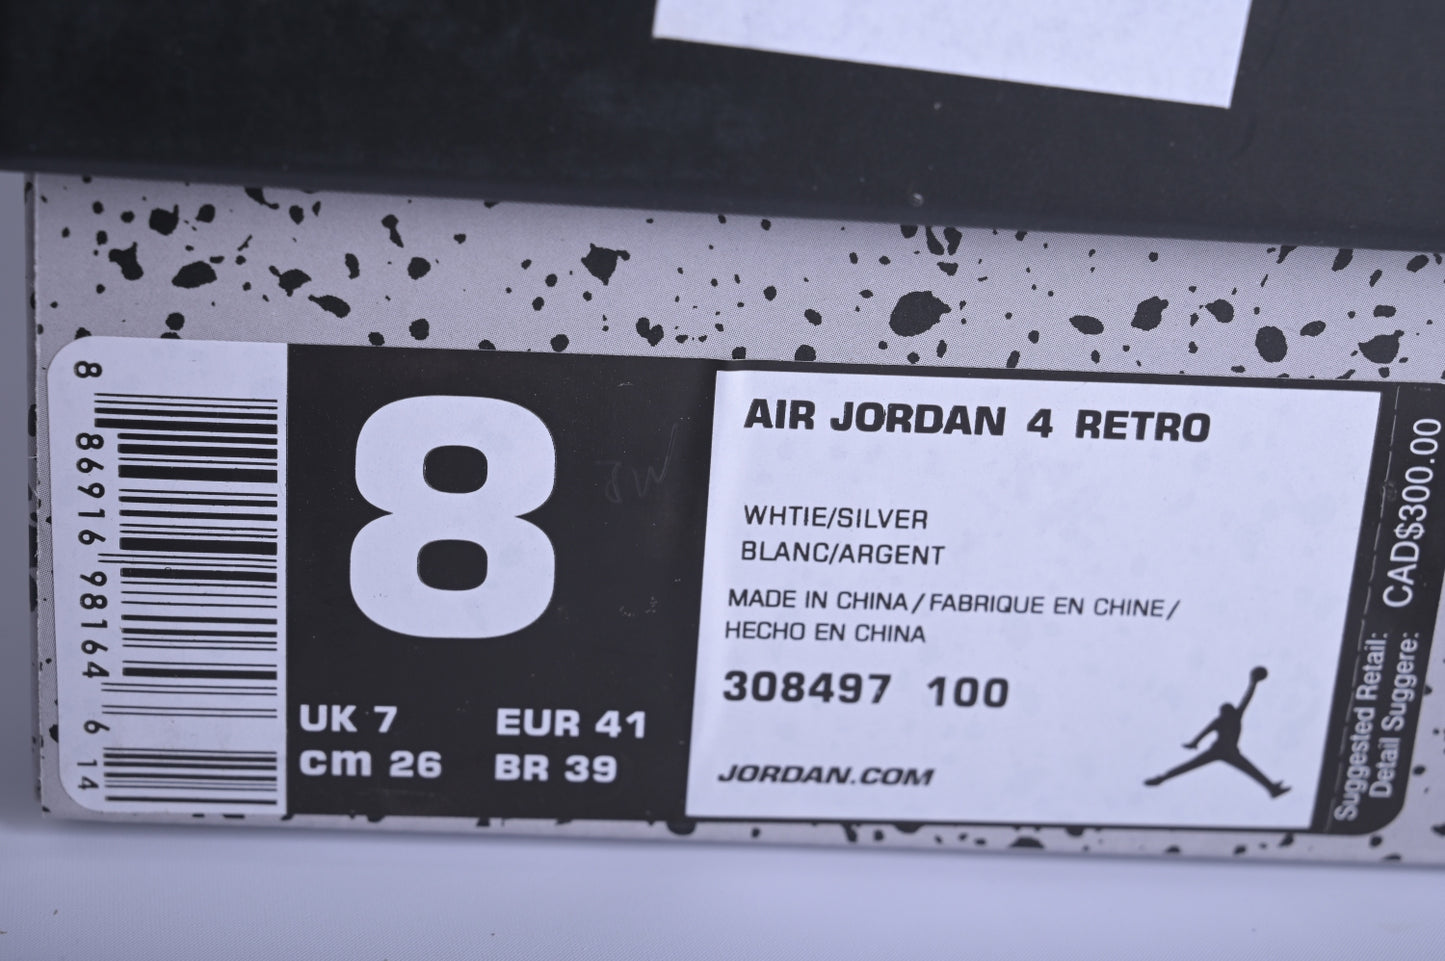 8 86916 98164 6 14
8
UK 7 EUR 41
cm 26 BR 39
AIR JORDAN 4 RETRO
WHTIE/SILVER
BLANC/ARGENT
MADE IN CHINA/FABRIQUE EN CHINE/
HECHO EN CHINA
308497 100
JORDAN.COM
Suggested Retail: CAD$300.00
Detail Suggere: